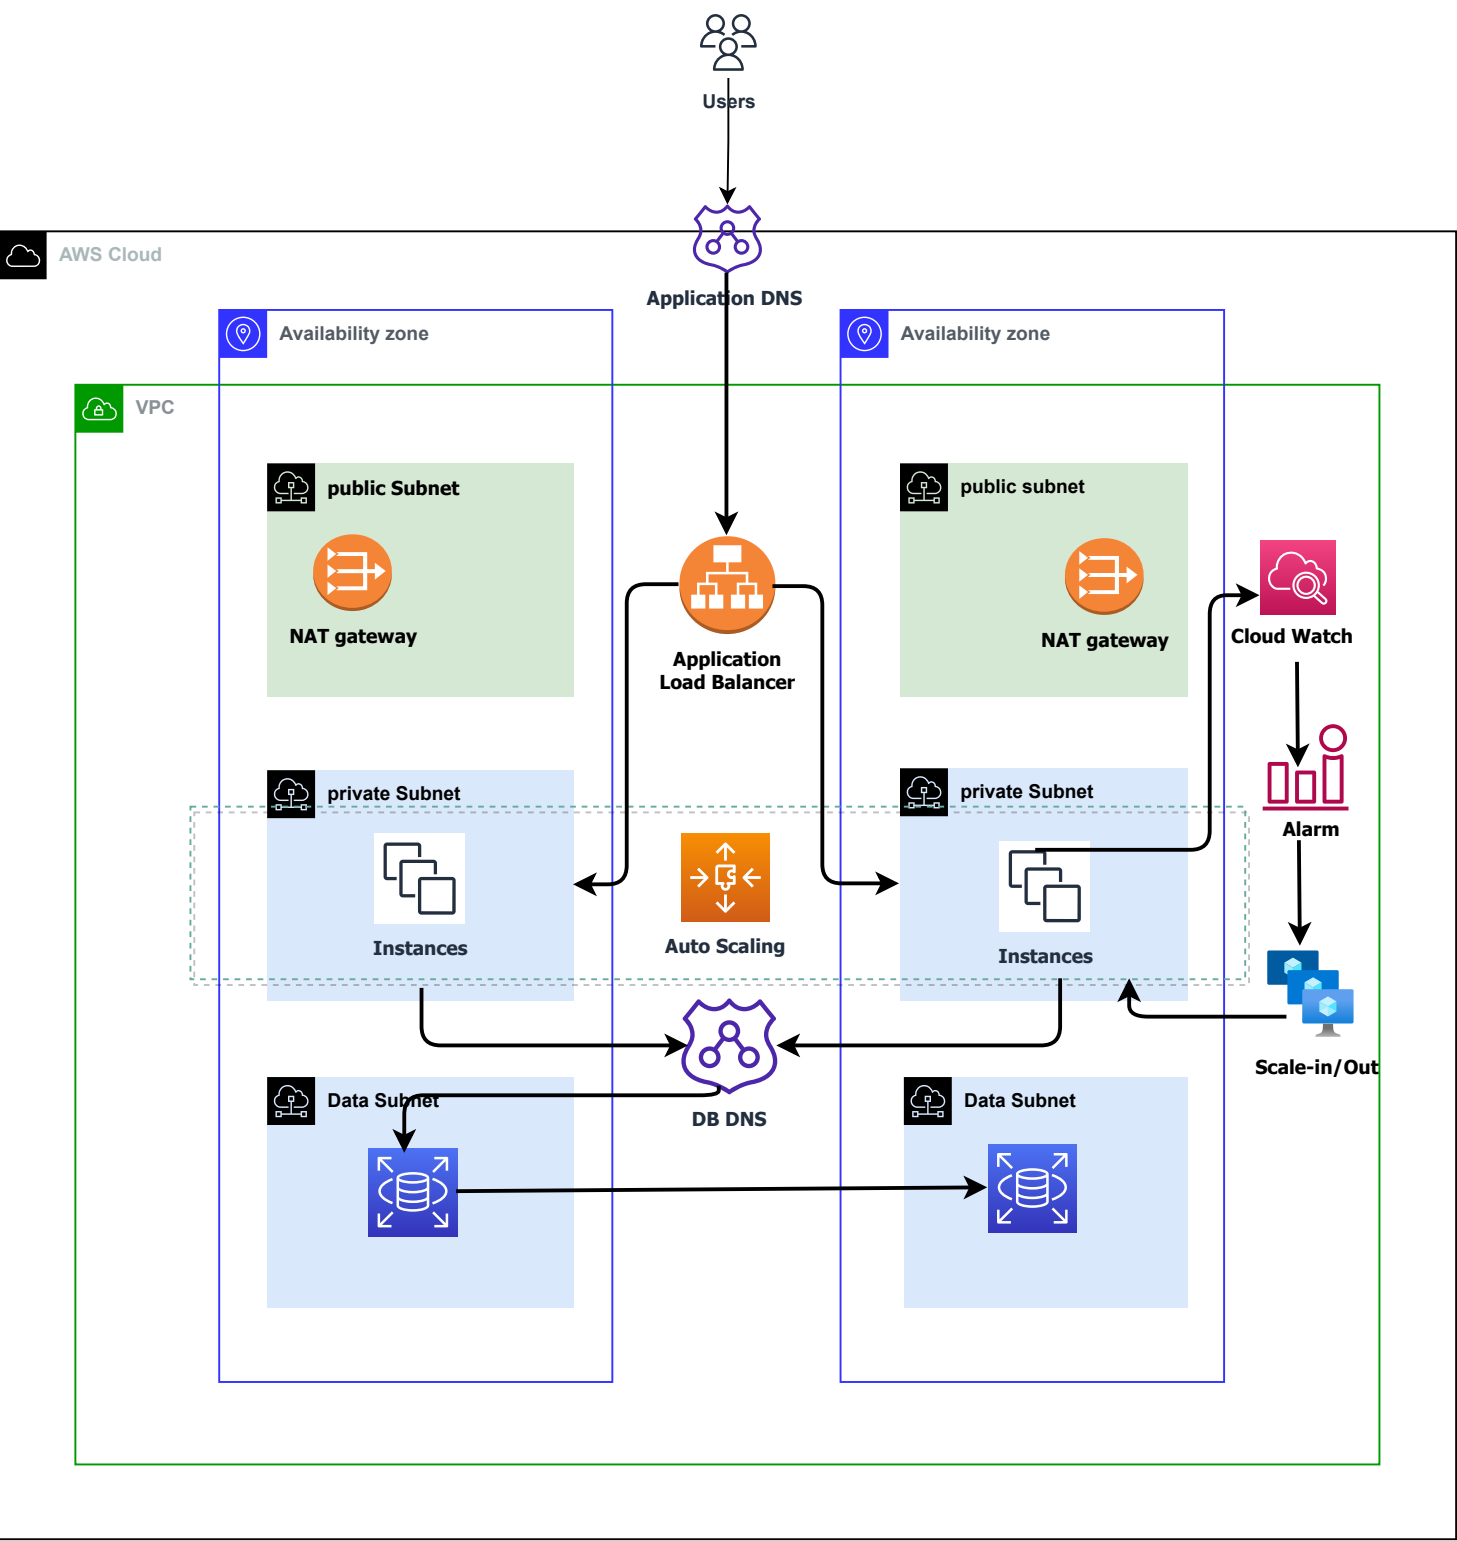 Users
AWS Cloud
Application DNS
Availability zone
Availability zone
VPC
public Subnet
public subnet
NAT gateway
NAT gateway
Cloud Watch
Application
Load Balancer
private Subnet
private Subnet
Alarm
Instances
Auto Scaling
Instances
Scale-in/Out
Data Subnet
DB DNS
Data Subnet